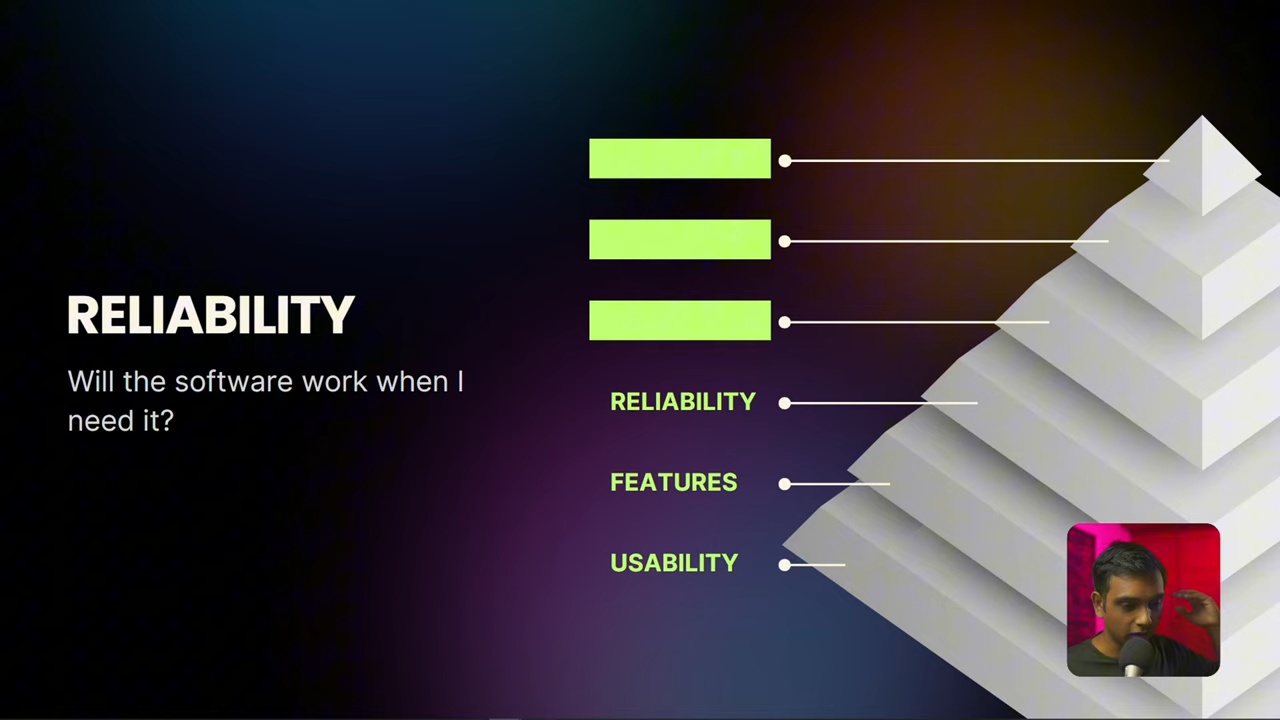 RELIABILITY
Will the software work when I
need it?
RELIABILITY
FEATURES
USABILITY